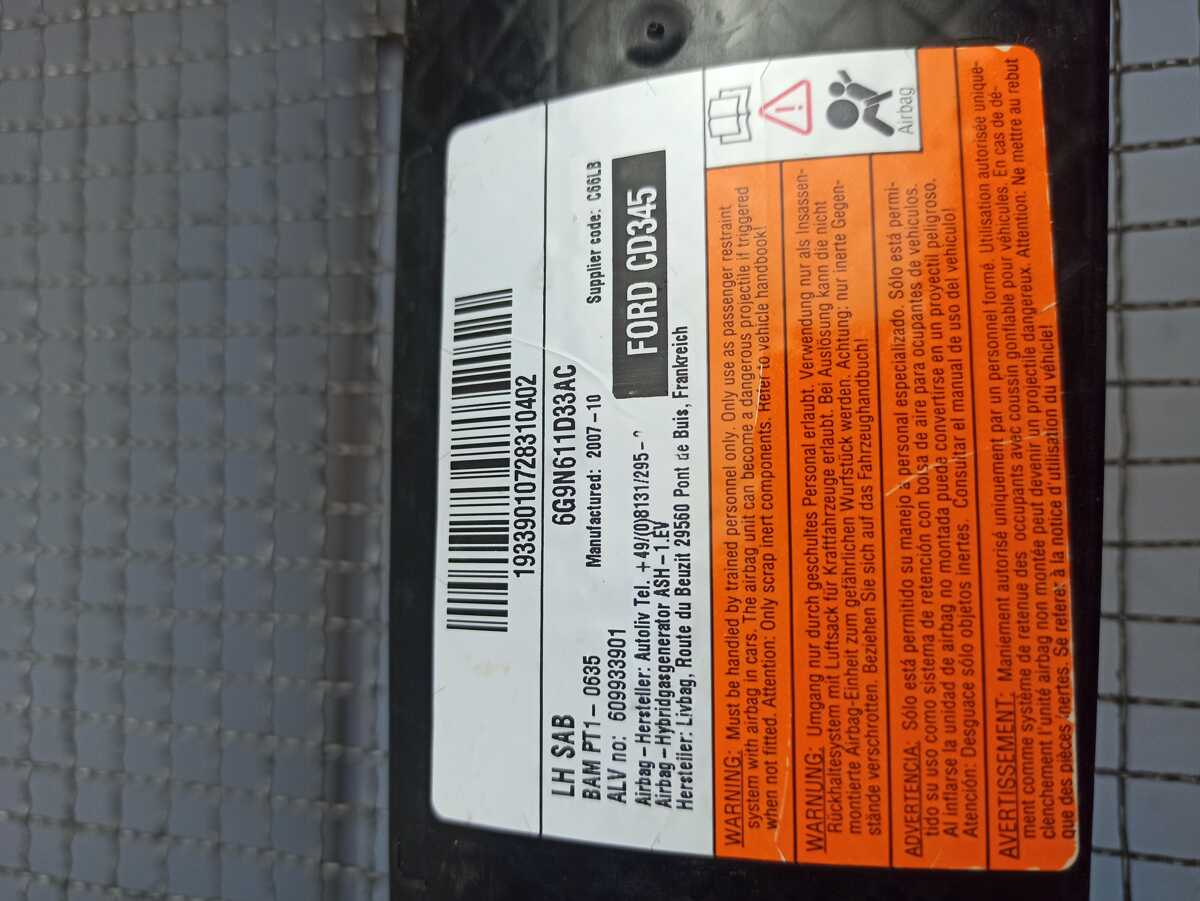 19339010728310402
LH SAB 6G9N611D33AC
BAM PT1- 0635 Manufactured: 2007-10 Supplier code: C66LB
ALV no: 609933901
FORD CD345
Airbag-Hersteller: Autoliv Tel. +49/(0)8131/295-
Airbag-Hybridgasgenerator ASH-1.EV
Hersteller: Livbag, Route du Beuzit 29560 Pont de Buis, Frankreich
Airbag
WARNING: Must be handled by trained personnel only. Only use as passenger restraint
system with airbag in cars. The airbag unit can become a dangerous projectile if triggered
when not fitted. Attention: Only scrap inert components. Refer to vehicle handbook!
WARNUNG: Umgang nur durch geschultes Personal erlaubt. Verwendung nur als Insassen-
Rückhaltesystem mit Luftsack für Kraftfahrzeuge erlaubt. Bei Auslösung kann die nicht
montierte Airbag-Einheit zum gefährlichen Wurfstück werden. Achtung: nur inerte Gegen-
stände verschrotten. Beziehen Sie sich auf das Fahrzeughandbuch!
ADVERTENCIA: Sólo está permitido su manejo a personal especializado. Sólo está permi-
tido su uso como sistema de retención con bolsa de aire para ocupantes de vehículos.
Al inflarse la unidad de airbag no montada puede convertirse en un proyectil peligroso.
Atención: Desguace sólo objetos inertes. Consultar el manual de uso del vehículo!
AVERTISSEMENT: Maniement autorisé uniquement par un personnel formé. Utilisation autorisée unique-
ment comme système de retenue des occupants avec coussin gonflable pour véhicules. En cas de dé-
clenchement l'unité airbag non montée peut devenir un projectile dangereux. Attention: Ne mettre au rebut
que des pièces inertes. Se référer à la notice d'utilisation du véhicle!